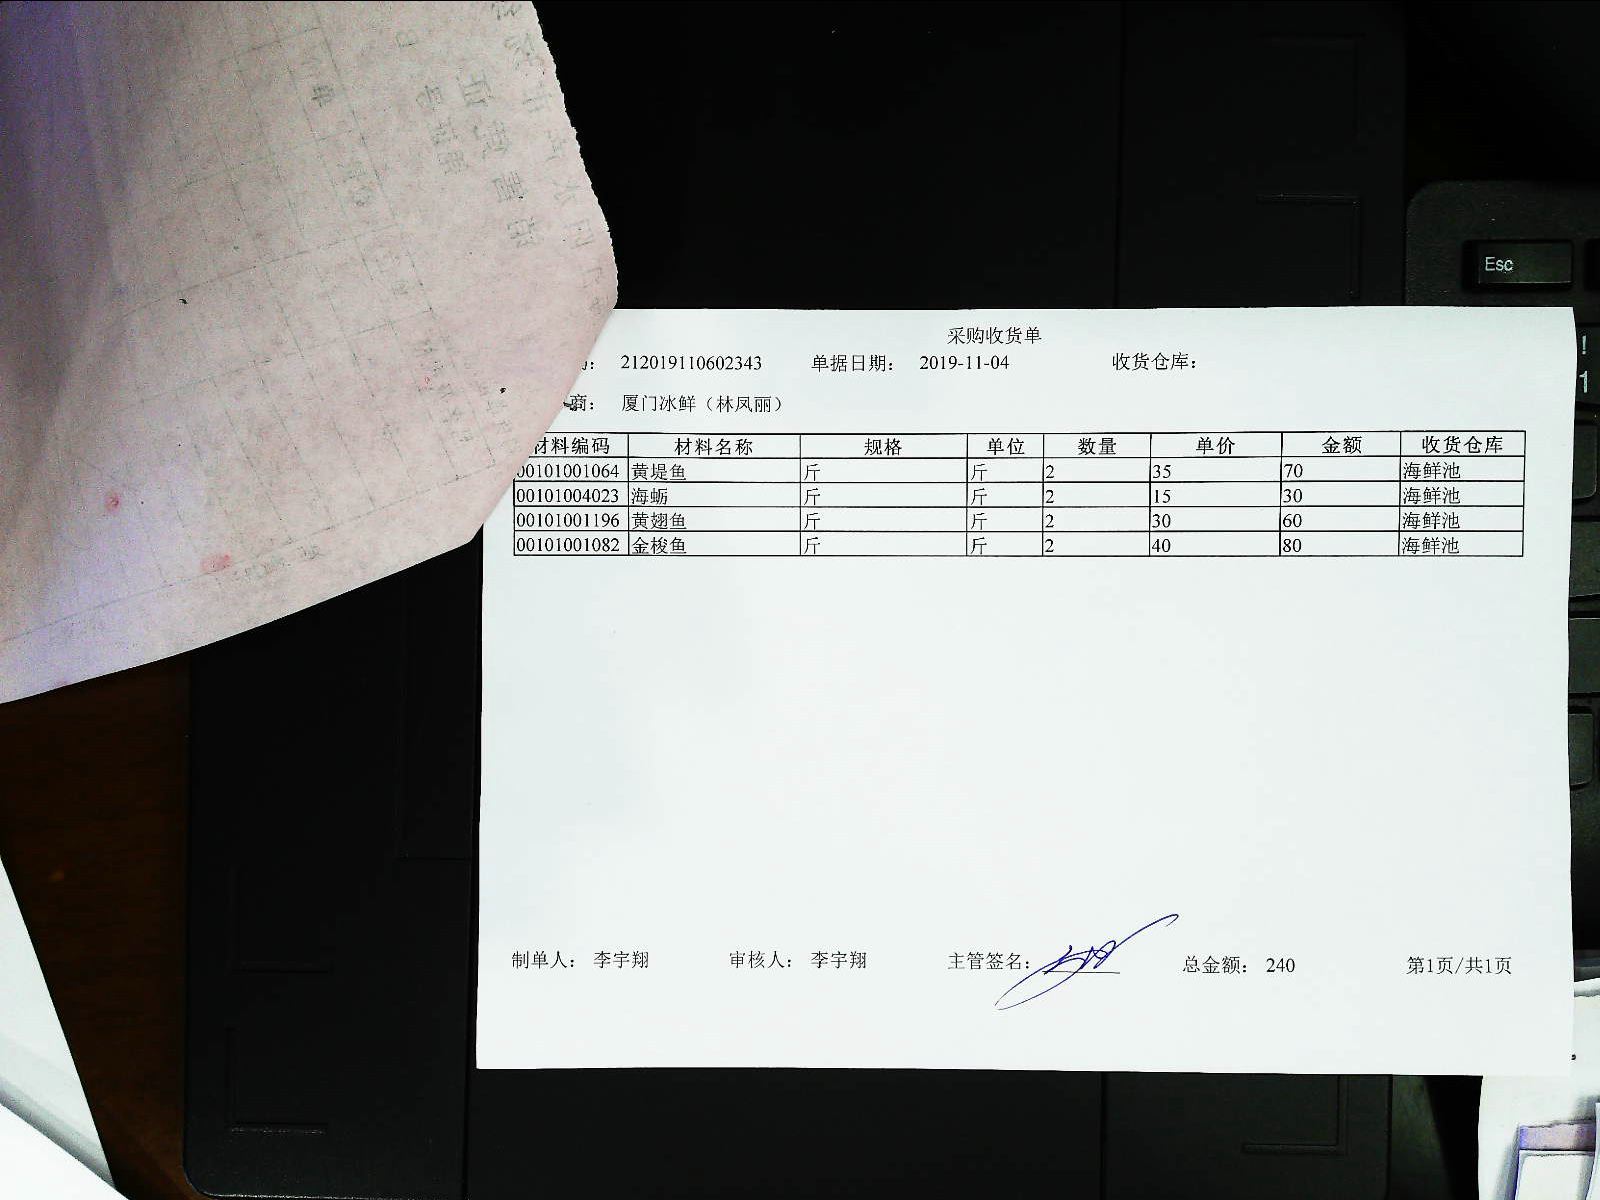 采购收货单
212019110602343 单据日期： 2019-11-04 收货仓库：
商： 厦门冰鲜（林凤丽）
材料编码 材料名称 规格 单位 数量 单价 金额 收货仓库
00101001064 黄堤鱼 斤 斤 2 35 70 海鲜池
00101004023 海蛎 斤 斤 2 15 30 海鲜池
00101001196 黄翅鱼 斤 斤 2 30 60 海鲜池
00101001082 金梭鱼 斤 斤 2 40 80 海鲜池
制单人： 李宇翔 审核人： 李宇翔 主管签名： 总金额： 240 第1页/共1页
Esc
!
1